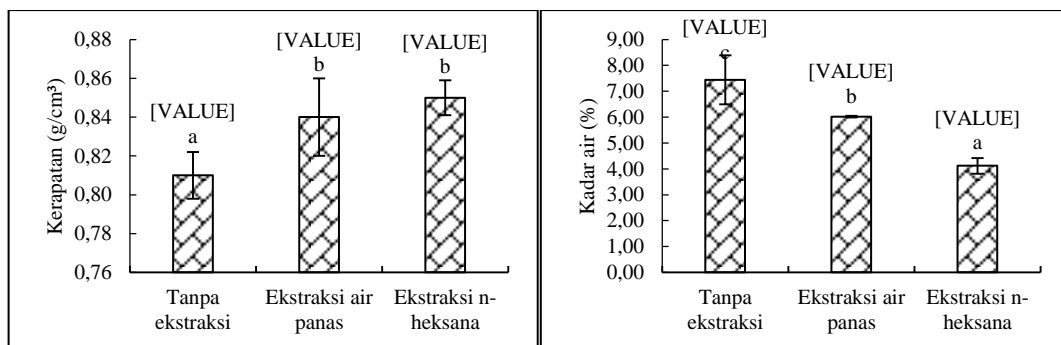 Kerapatan (g/cm³)
0,88
0,86
0,84
0,82
0,80
0,78
0,76
[VALUE]
a
[VALUE]
b
[VALUE]
b
Tanpa
ekstraksi
Ekstraksi air
panas
Ekstraksi n-
heksana
Kadar air (%)
9,00
8,00
7,00
6,00
5,00
4,00
3,00
2,00
1,00
0,00
[VALUE]
c
[VALUE]
b
[VALUE]
a
Tanpa
ekstraksi
Ekstraksi air
panas
Ekstraksi n-
heksana